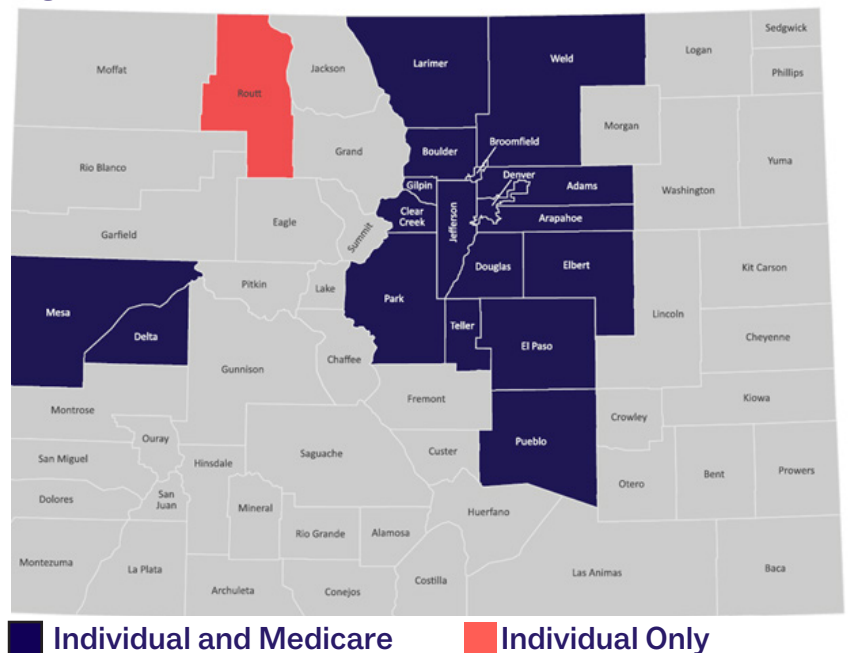 Sedgwick
Logan
Larimer
Weld
Moffat
Jackson
Phillips
Routt
Morgan
Broomfield
Boulder
Grand
Yuma
Rio Blanco
Denver
Gilpin
Adams
Washington
Clear
Creek
Arapahoe
Eagle
Jefferson
Garfield
Summit
Douglas
Elbert
Kit Carson
Pitkin
Lake
Park
Mesa
Lincoln
Teller
Delta
El Paso
Cheyenne
Chaffee
Gunnison
Fremont
Kiowa
Montrose
Crowley
Ouray
Pueblo
Saguache
Custer
San Miguel
Hinsdale
Prowers
Bent
Otero
San
Juan
Dolores
Mineral
Huerfano
Rio Grande
Alamosa
Montezuma
La Plata
Las Animas
Baca
Costilla
Archuleta
Conejos
Individual and Medicare
Individual Only